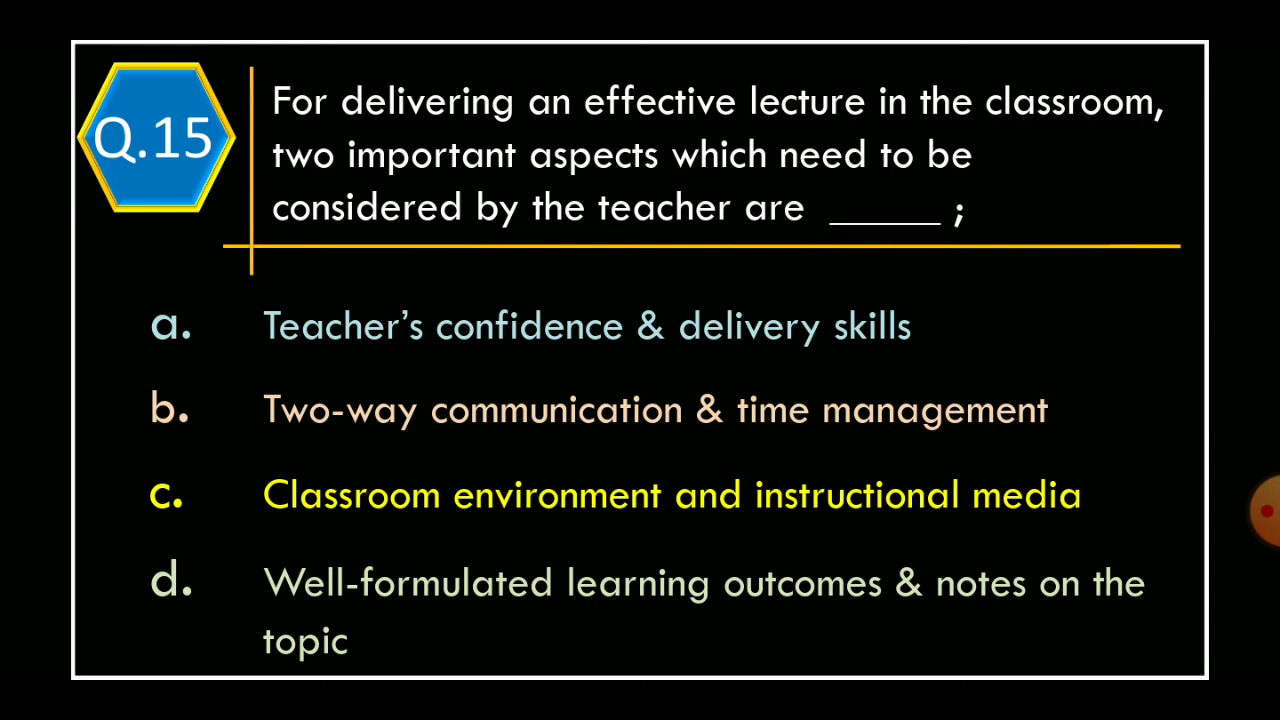 Q.15
For delivering an effective lecture in the classroom,
two important aspects which need to be
considered by the teacher are ______ ;
a. Teacher’s confidence & delivery skills
b. Two-way communication & time management
c. Classroom environment and instructional media
d. Well-formulated learning outcomes & notes on the
topic